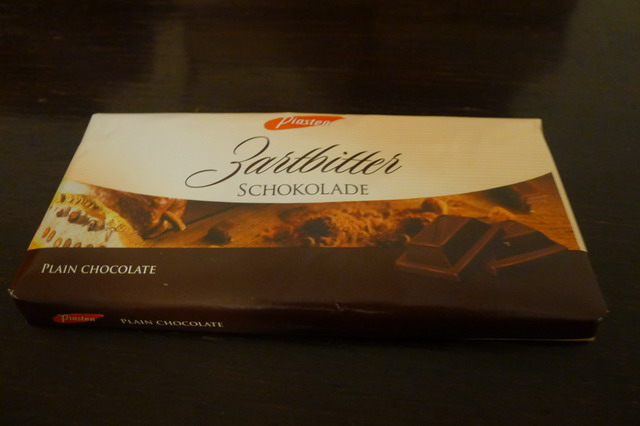 Piasten
Zartbitter
SCHOKOLADE
PLAIN CHOCOLATE
Piasten PLAIN CHOCOLATE